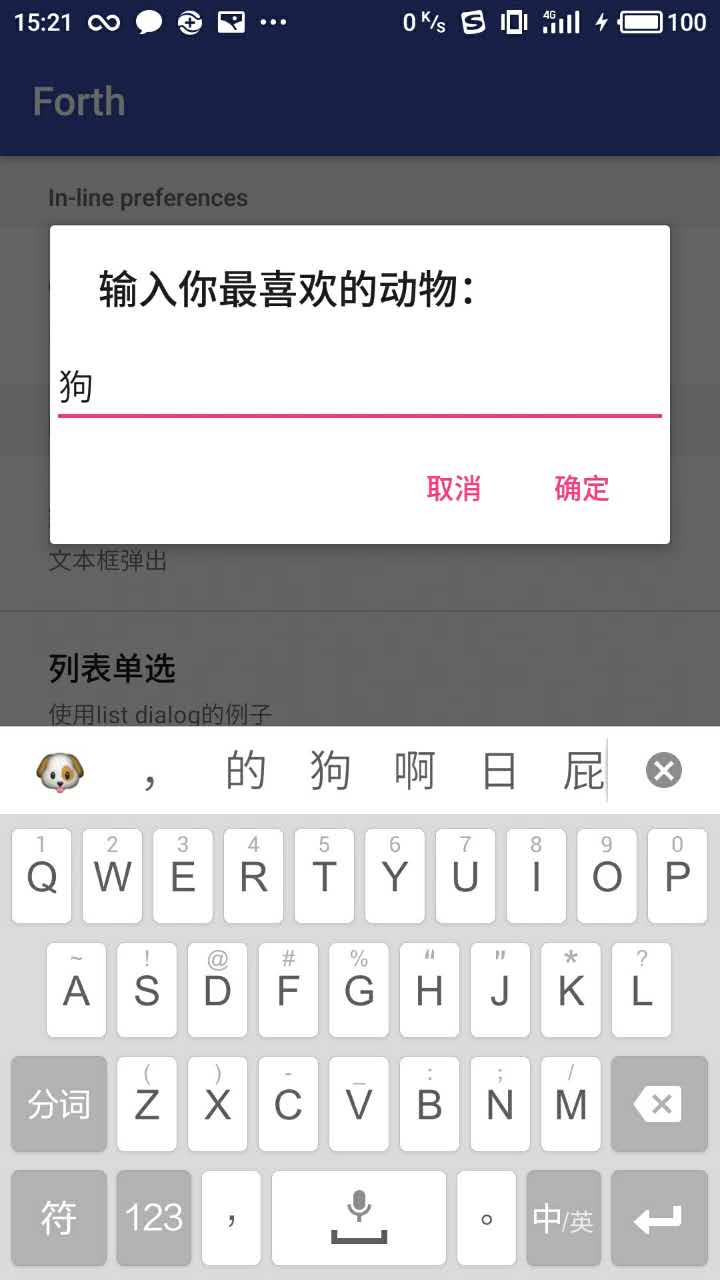 15:21 0 K/s 4G 100
Forth
In-line preferences
输入你最喜欢的动物：
狗
取消 确定
文本框弹出
列表单选
使用list dialog的例子
， 的 狗 啊 日 屁
1 2 3 4 5 6 7 8 9 0
Q W E R T Y U I O P
~ ! @ # % “ " * ?
A S D F G H J K L
( ) - _ : ; /
分词 Z X C V B N M
符 123 ， 。 中/英